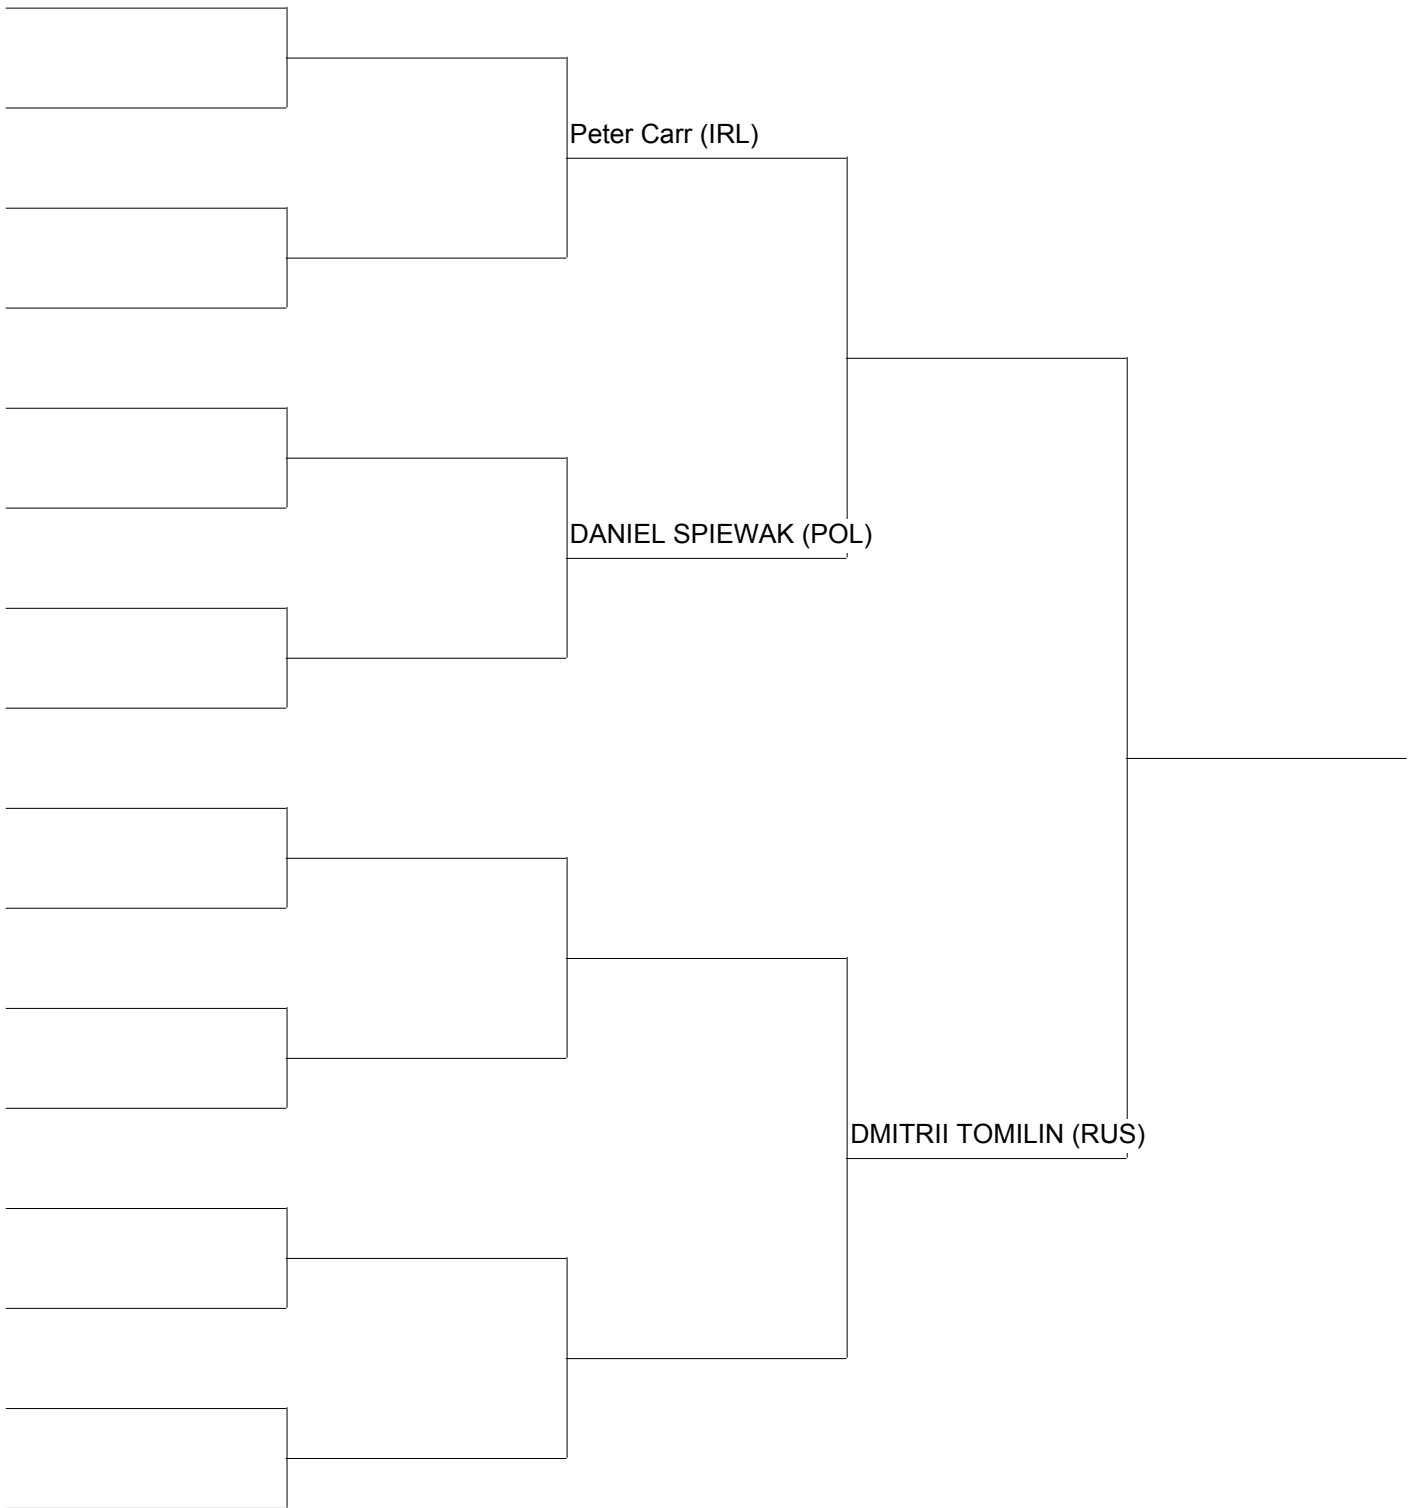 Peter Carr (IRL)
DANIEL SPIEWAK (POL)
DMITRII TOMILIN (RUS)